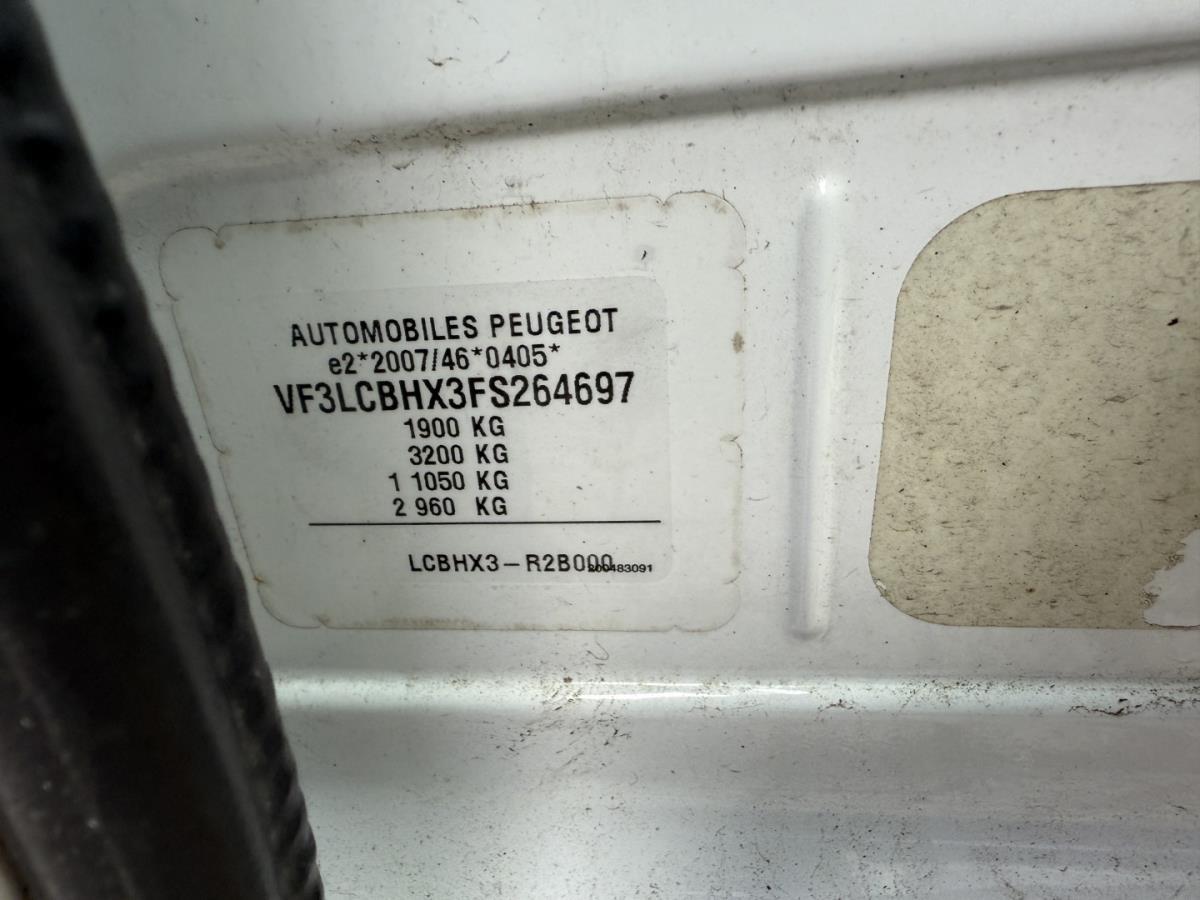 AUTOMOBILES PEUGEOT
e2*2007/46*0405*
VF3LCBHX3FS264697
1900 KG
3200 KG
1 1050 KG
2 960 KG
LCBHX3-R2B000
200483091